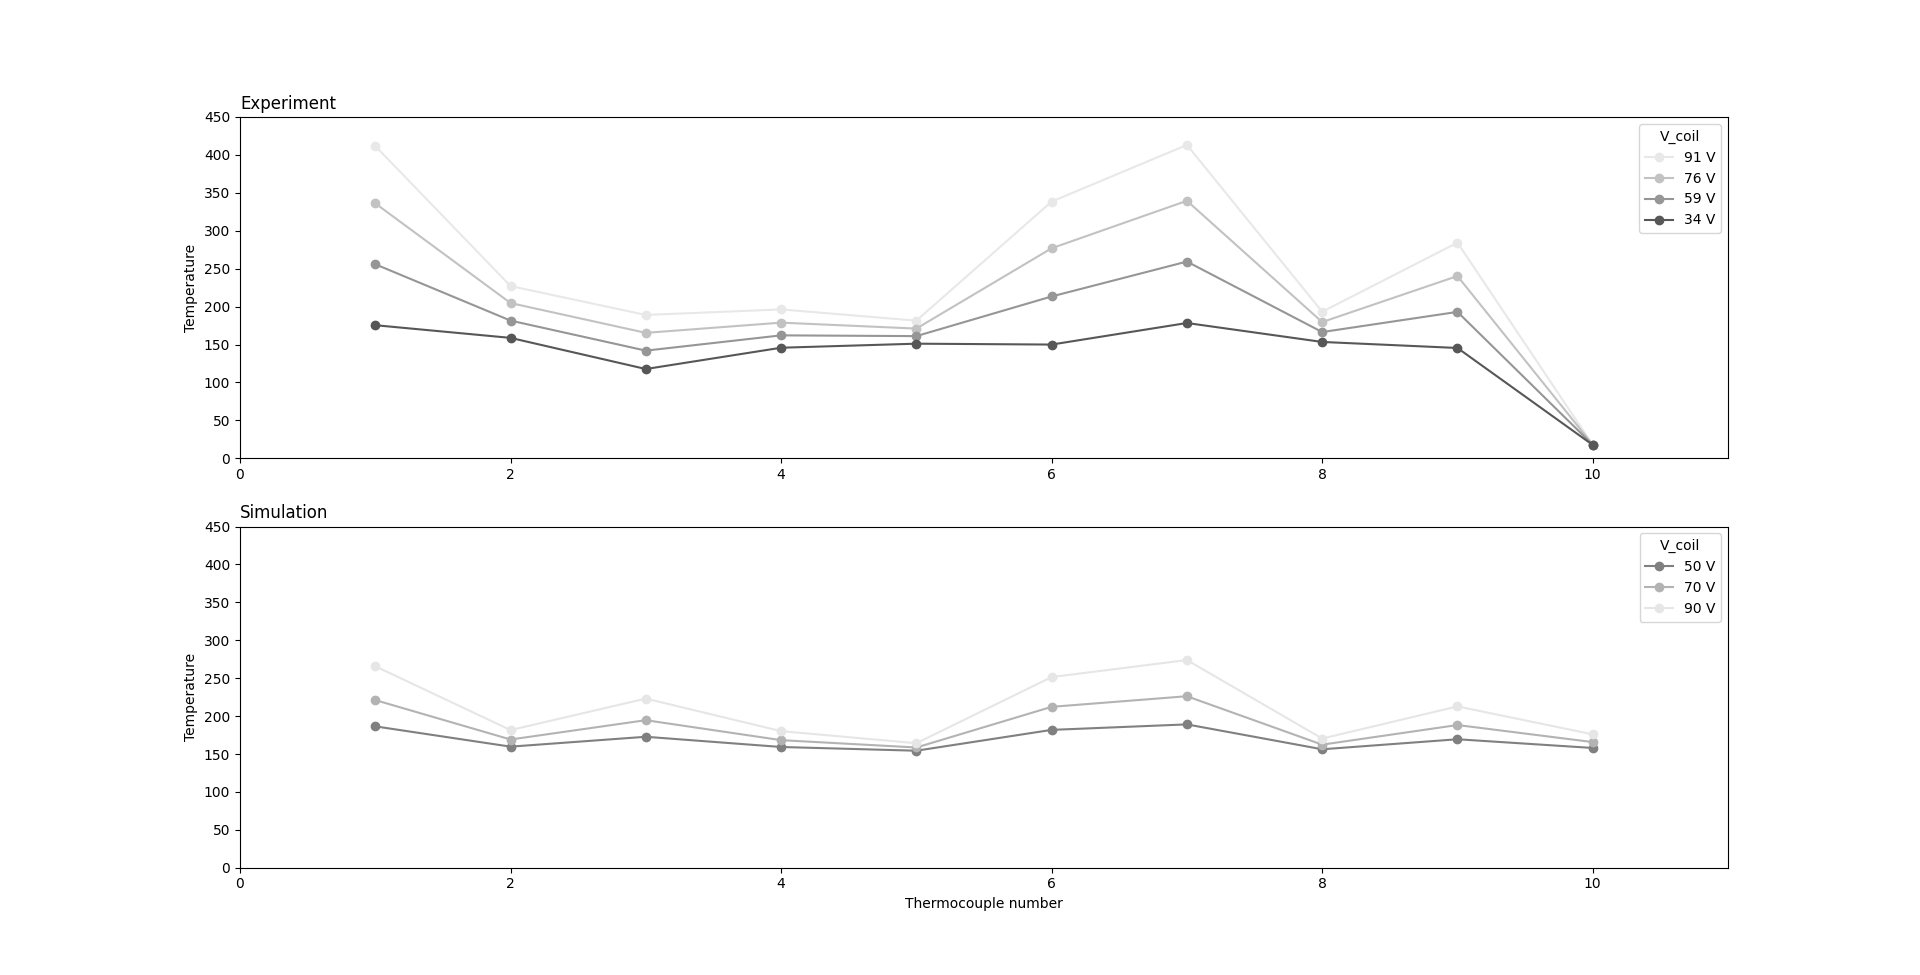 Experiment
450
400
350
300
250
200
150
100
50
0
Temperature
V_coil
91 V
76 V
59 V
34 V
0 2 4 6 8 10
Simulation
450
400
350
300
250
200
150
100
50
0
Temperature
V_coil
50 V
70 V
90 V
0 2 4 6 8 10
Thermocouple number